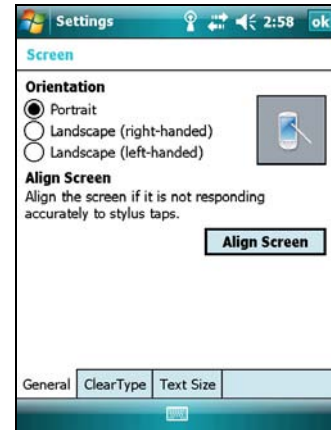 Settings 2:58 ok
Screen
Orientation
Portrait
Landscape (right-handed)
Landscape (left-handed)
Align Screen
Align the screen if it is not responding
accurately to stylus taps.
Align Screen
General ClearType Text Size